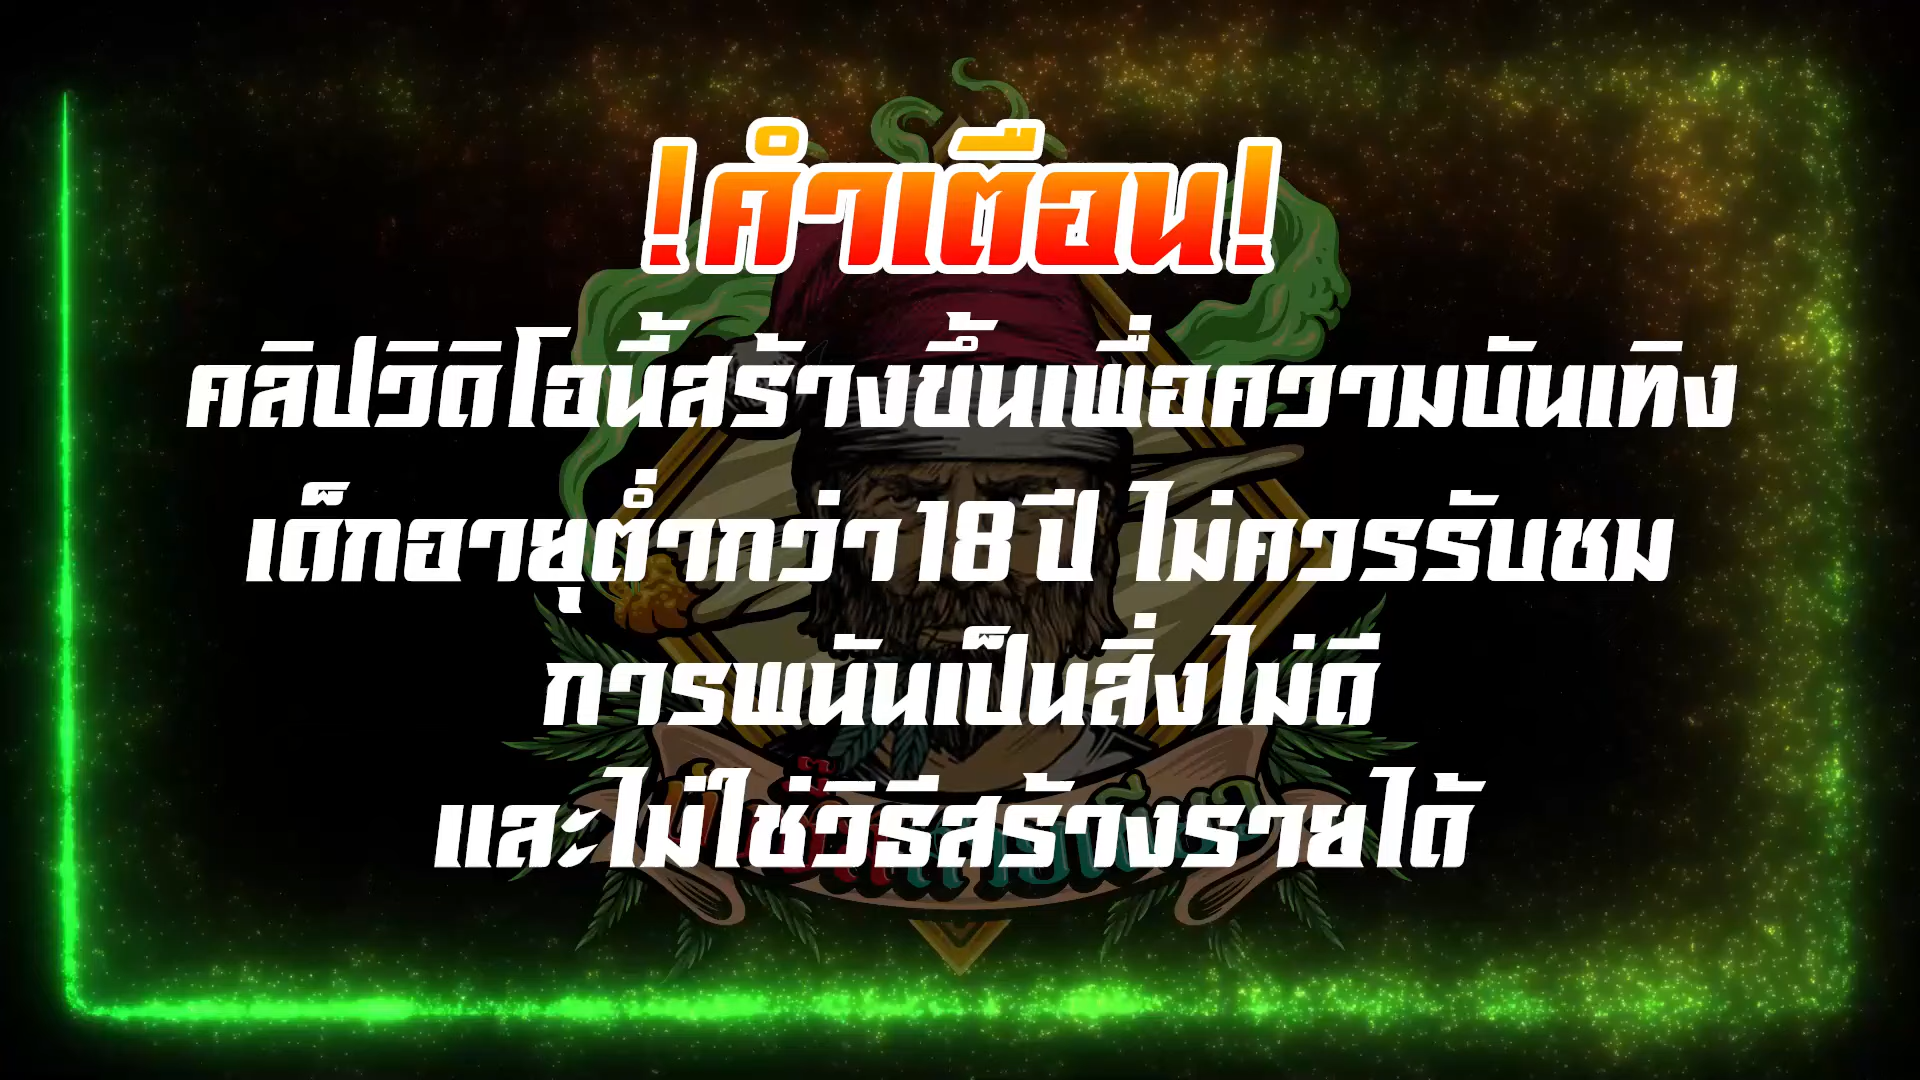 !คำเตือน!
คลิปวิดิโอนี้สร้างขึ้นเพื่อความบันเทิง
เด็กอายุต่ำกว่า 18 ปี ไม่ควรรับชม
การพนันเป็นสิ่งไม่ดี
และไม่ใช่วิธีสร้างรายได้